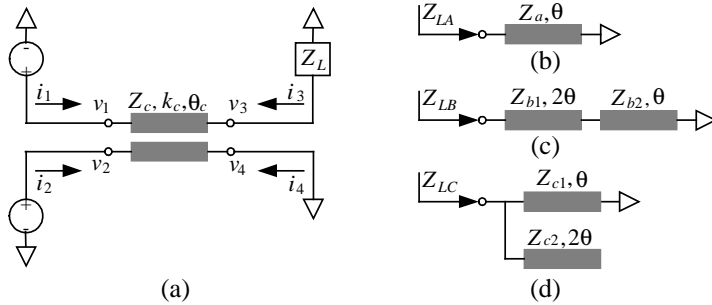 Z_L
i_1
i_3
v_1
Z_c, k_c, θ_c
v_3
+
-
v_2
v_4
i_2
i_4
+
-
(a)
Z_LA
Z_a, θ
(b)
Z_LB
Z_b1, 2θ
Z_b2, θ
(c)
Z_LC
Z_c1, θ
Z_c2, 2θ
(d)